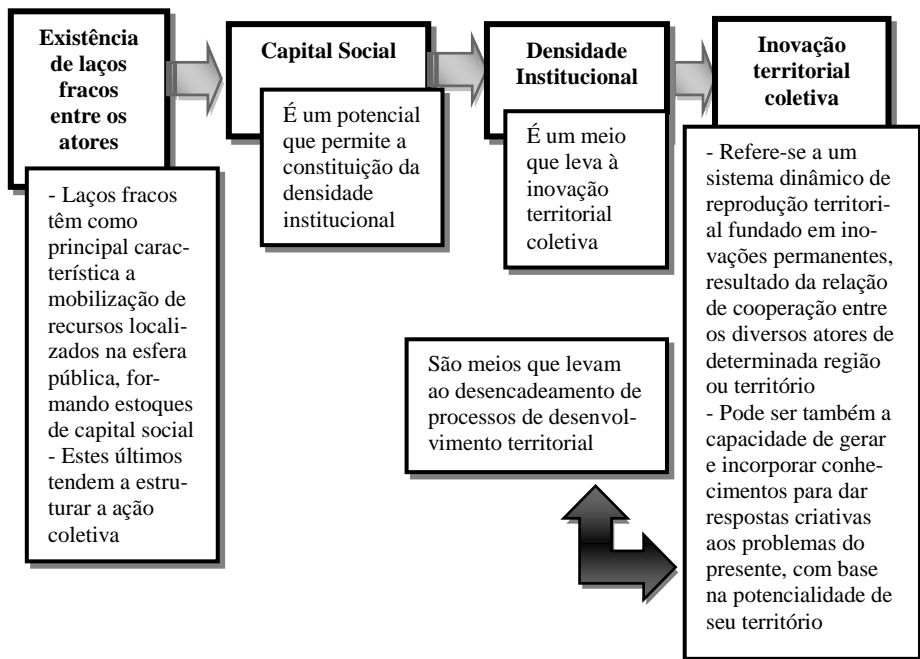 Existência
de laços
fracos
entre os
atores
- Laços fracos
têm como
principal carac-
terística a
mobilização de
recursos locali-
zados na esfera
pública, for-
mando estoques
de capital social
- Estes últimos
tendem a estru-
turar a ação
coletiva
Capital Social
É um potencial
que permite a
constituição da
densidade
institucional
Densidade
Institucional
É um meio
que leva à
inovação
territorial
coletiva
Inovação
territorial
coletiva
- Refere-se a um
sistema dinâmico de
reprodução territori-
al fundado em ino-
vações permanentes,
resultado da relação
de cooperação entre
os diversos atores de
determinada região
ou território
- Pode ser também a
capacidade de gerar
e incorporar conhe-
cimentos para dar
respostas criativas
aos problemas do
presente, com base
na potencialidade de
seu território
São meios que levam
ao desencadeamento de
processos de desenvol-
vimento territorial